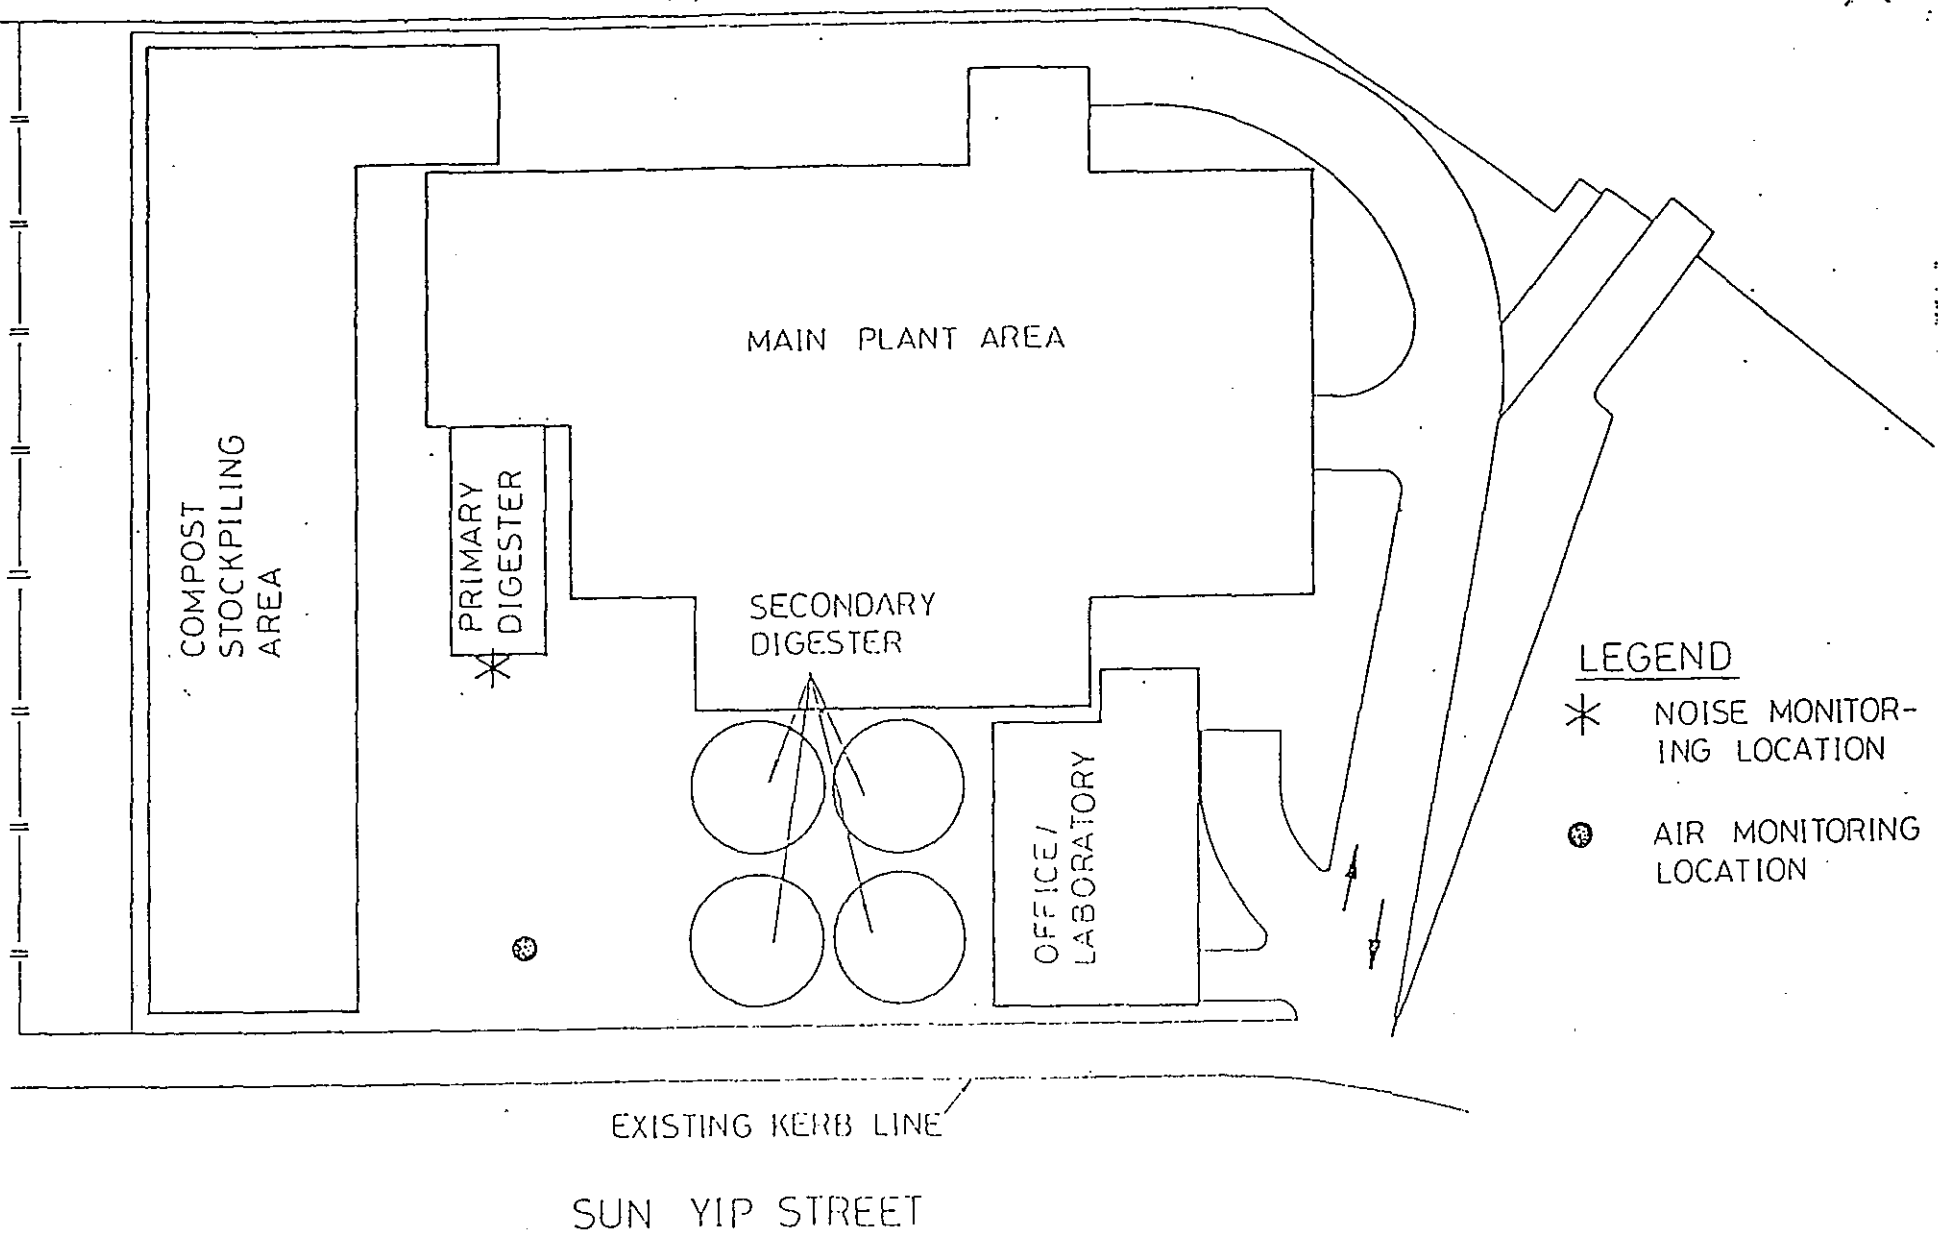 MAIN PLANT AREA
COMPOST
STOCKPILING
AREA
PRIMARY
DIGESTER
SECONDARY
DIGESTER
OFFICE/
LABORATORY
LEGEND
NOISE MONITOR-
ING LOCATION
AIR MONITORING
LOCATION
EXISTING KERB LINE
SUN YIP STREET